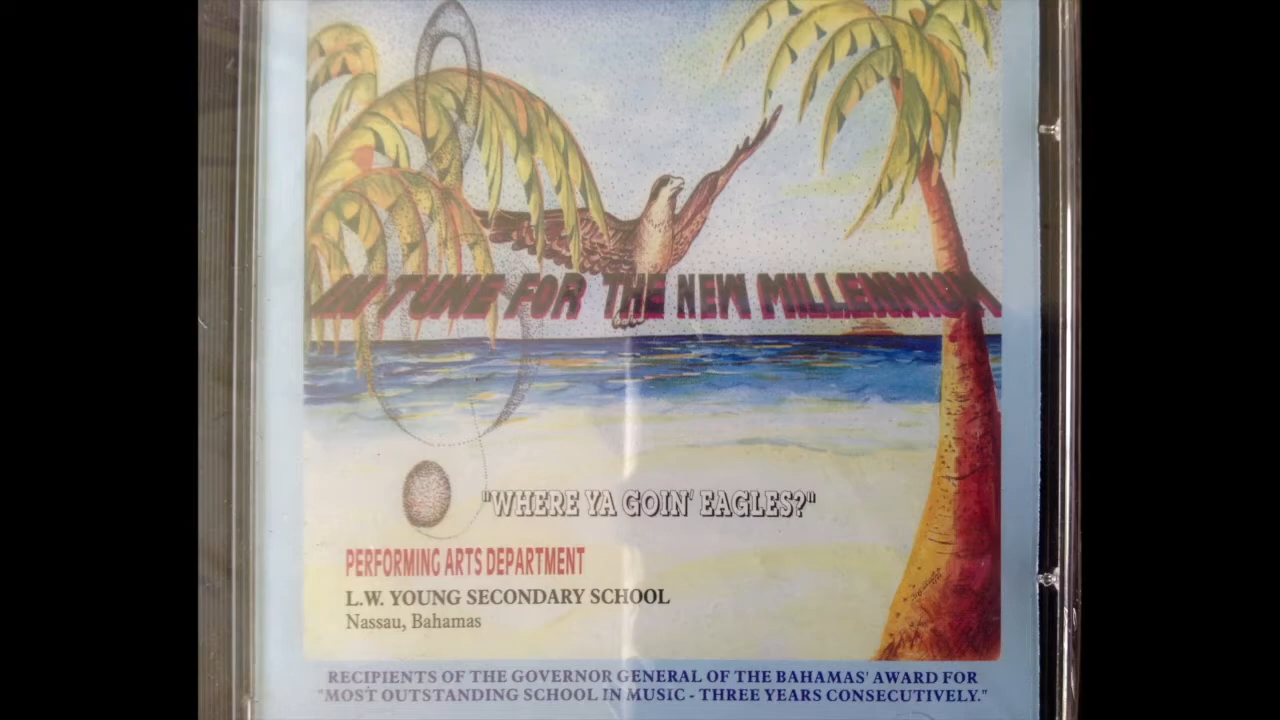 IN TUNE FOR THE NEW MILLENNIUM
"WHERE YA GOIN' EAGLES?"
PERFORMING ARTS DEPARTMENT
L.W. YOUNG SECONDARY SCHOOL
Nassau, Bahamas
RECIPIENTS OF THE GOVERNOR GENERAL OF THE BAHAMAS' AWARD FOR
"MOST OUTSTANDING SCHOOL IN MUSIC - THREE YEARS CONSECUTIVELY."